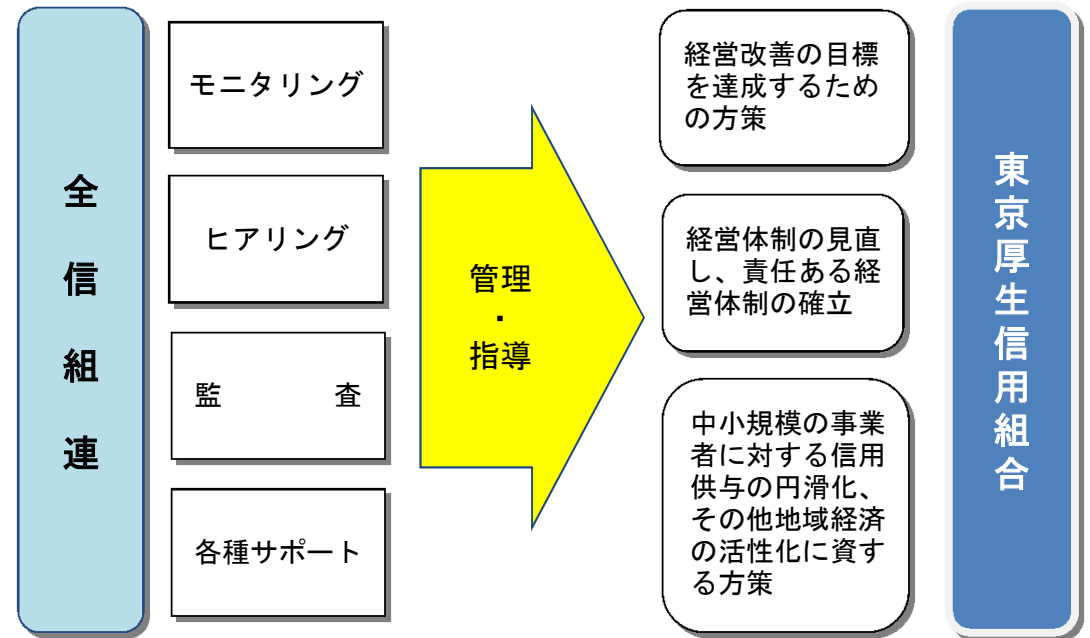 全信組連
モニタリング
ヒアリング
監　　　査
各種サポート
管理
・
指導
経営改善の目標
を達成するため
の方策
経営体制の見直
し、責任ある経
営体制の確立
中小規模の事業
者に対する信用
供与の円滑化、
その他地域経済
の活性化に資す
る方策
東京厚生信用組合